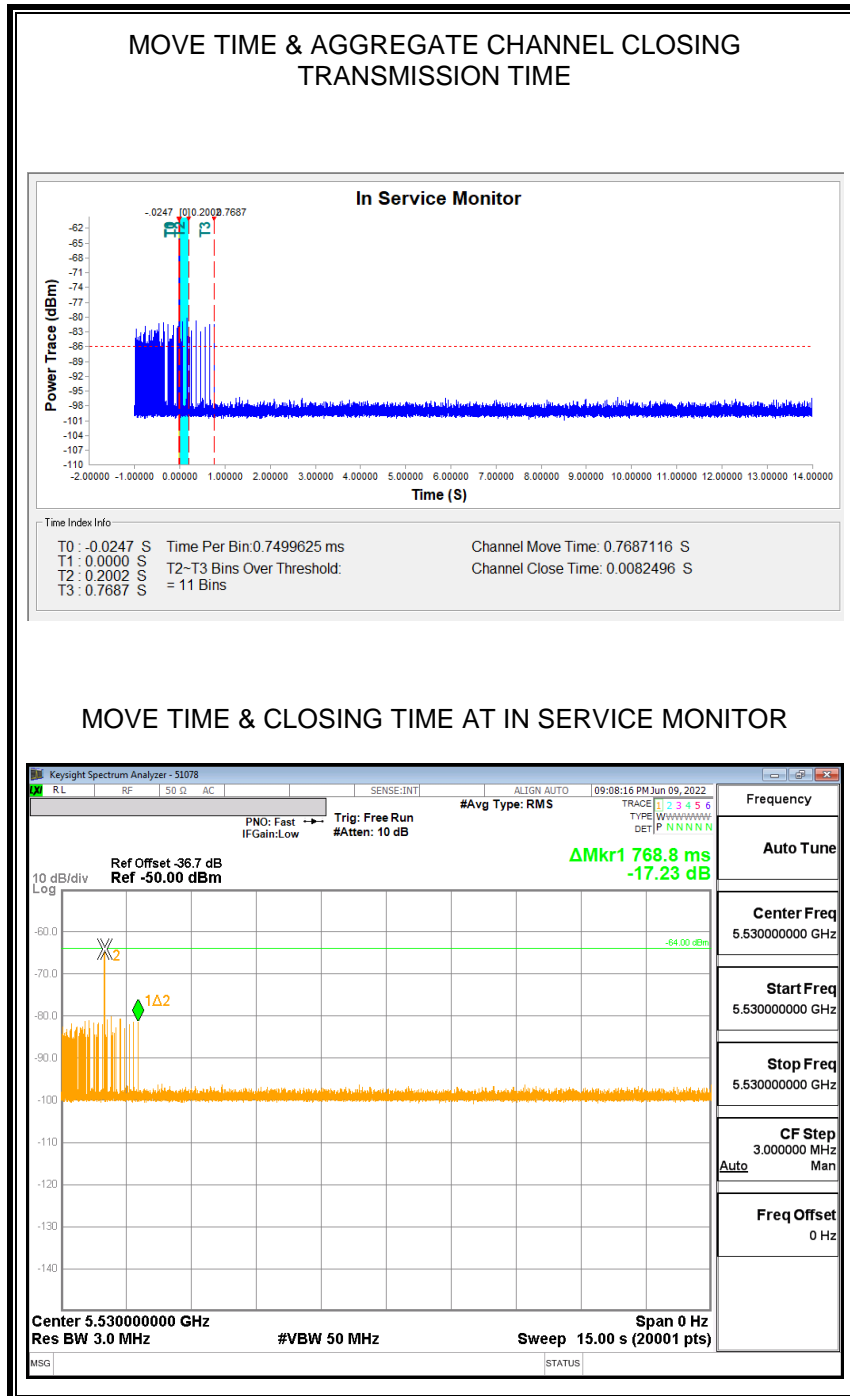 MOVE TIME & AGGREGATE CHANNEL CLOSING
TRANSMISSION TIME
In Service Monitor
-.0247 [0]0.2002 0.7687
T0 T2 T3
Power Trace (dBm)
-62
-65
-68
-71
-74
-77
-80
-83
-86
-89
-92
-95
-98
-101
-104
-107
-110
-2.00000 -1.00000 0.00000 1.00000 2.00000 3.00000 4.00000 5.00000 6.00000 7.00000 8.00000 9.00000 10.00000 11.00000 12.00000 13.00000 14.00000
Time (S)
Time Index Info
T0 : -0.0247 S Time Per Bin:0.7499625 ms Channel Move Time: 0.7687116 S
T1 : 0.0000 S
T2 : 0.2002 S T2~T3 Bins Over Threshold: Channel Close Time: 0.0082496 S
T3 : 0.7687 S = 11 Bins
MOVE TIME & CLOSING TIME AT IN SERVICE MONITOR
Keysight Spectrum Analyzer - 51078
LXI RL RF 50 Ω AC SENSE:INT ALIGN AUTO 09:08:16 PM Jun 09, 2022
#Avg Type: RMS
TRACE 1 2 3 4 5 6
TYPE WWWWWW
DET P N N N N N
PNO: Fast
IFGain:Low
Trig: Free Run
#Atten: 10 dB
ΔMkr1 768.8 ms
-17.23 dB
Ref Offset -36.7 dB
10 dB/div Ref -50.00 dBm
Log
-60.0
-70.0
-80.0
-90.0
-100
-110
-120
-130
-140
-64.00 dBm
2
1Δ2
Center 5.530000000 GHz Span 0 Hz
Res BW 3.0 MHz #VBW 50 MHz Sweep 15.00 s (20001 pts)
MSG STATUS
Frequency
Auto Tune
Center Freq
5.530000000 GHz
Start Freq
5.530000000 GHz
Stop Freq
5.530000000 GHz
CF Step
3.000000 MHz
Auto Man
Freq Offset
0 Hz